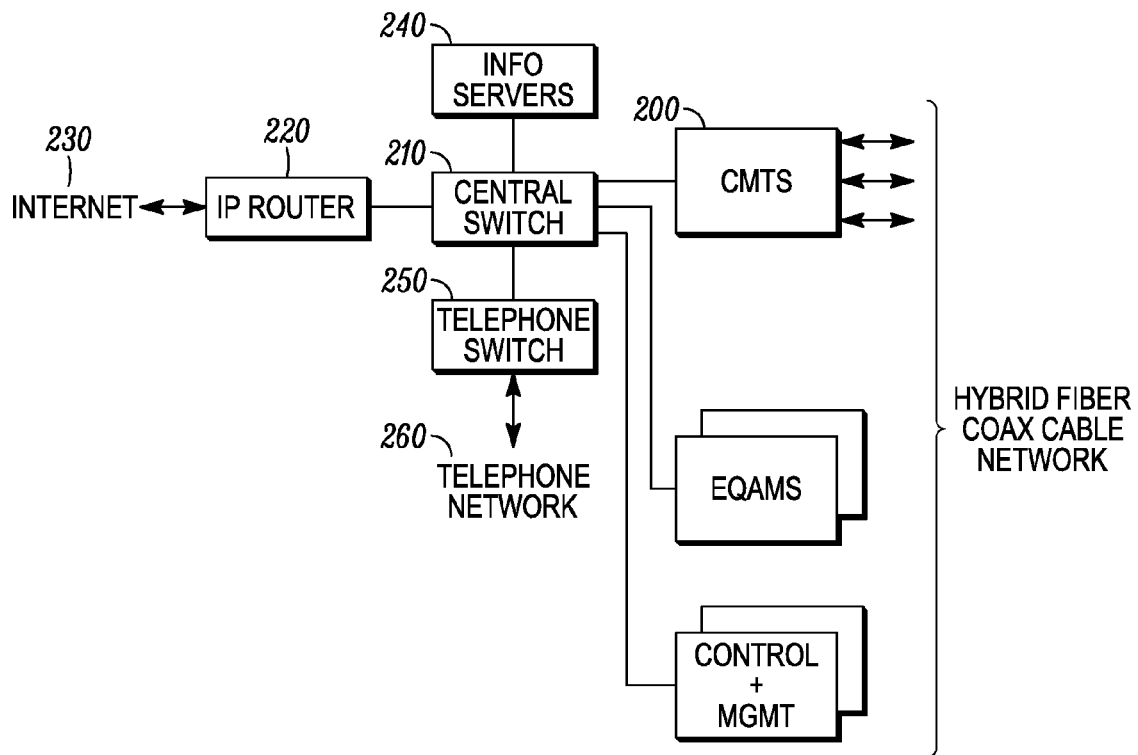 240
INFO
SERVERS
200
CMTS
230
INTERNET
220
IP ROUTER
210
CENTRAL
SWITCH
250
TELEPHONE
SWITCH
260
TELEPHONE
NETWORK
EQAMS
CONTROL
+
MGMT
HYBRID FIBER
COAX CABLE
NETWORK